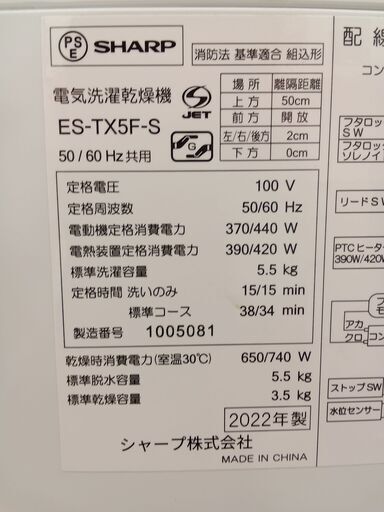 PS
E
SHARP
電気洗濯乾燥機
ES-TX5F-S
50/60Hz共用
S
JET
G
消防法 基準適合 組込形
場所 離隔距離
上方 50cm
前方 開放
左/右/後方 2cm
下方 0cm
定格電圧 100 V
定格周波数 50/60 Hz
電動機定格消費電力 370/440 W
電熱装置定格消費電力 390/420 W
標準洗濯容量 5.5 kg
定格時間 洗いのみ 15/15 min
標準コース 38/34 min
製造番号 1005081
乾燥時消費電力(室温30℃) 650/740 W
標準脱水容量 5.5 kg
標準乾燥容量 3.5 kg
2022年製
シャープ株式会社
MADE IN CHINA
配線
コン
フタロッ
SW
フタロッ
ソレノイ
リードSW
PTCヒータ
390W/420W
アカ
クロ
コン
ストップSW
水位センサー